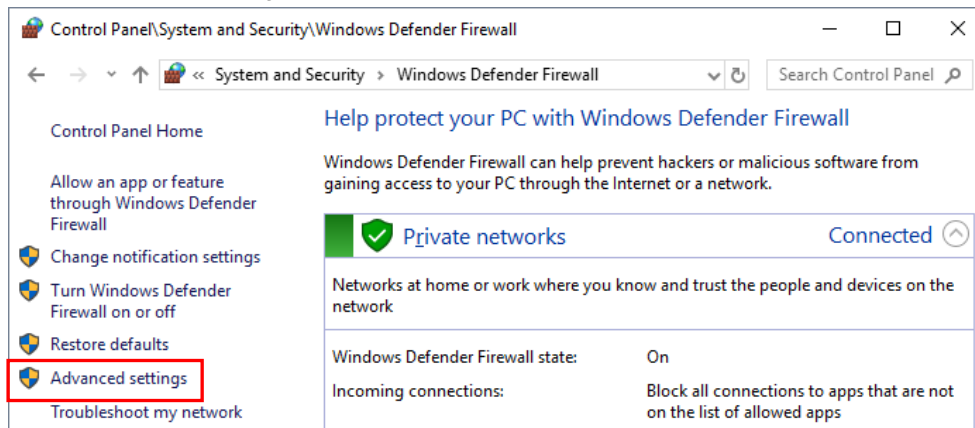 Control Panel\System and Security\Windows Defender Firewall
« System and Security › Windows Defender Firewall
Search Control Panel
Control Panel Home
Allow an app or feature
through Windows Defender
Firewall
Change notification settings
Turn Windows Defender
Firewall on or off
Restore defaults
Advanced settings
Troubleshoot my network
Help protect your PC with Windows Defender Firewall
Windows Defender Firewall can help prevent hackers or malicious software from
gaining access to your PC through the Internet or a network.
Private networks
Connected
Networks at home or work where you know and trust the people and devices on the
network
Windows Defender Firewall state: On
Incoming connections: Block all connections to apps that are not
on the list of allowed apps